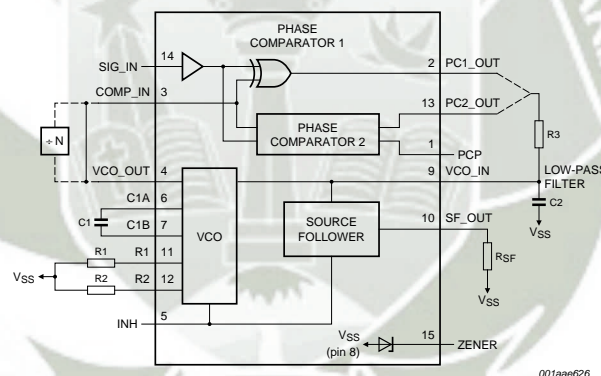 PHASE
COMPARATOR 1
14
SIG_IN
2 PC1_OUT
COMP_IN 3
13 PC2_OUT
÷ N
PHASE
COMPARATOR 2
R3
1
PCP
VCO_OUT 4
9 VCO_IN
LOW-PASS
FILTER
C1A 6
C1
C1B 7
VCO
SOURCE
FOLLOWER
10 SF_OUT
C2
VSS
R1 R1 11
VSS
R2 R2 12
RSF
VSS
INH 5
VSS
(pin 8)
15 ZENER
001aae626